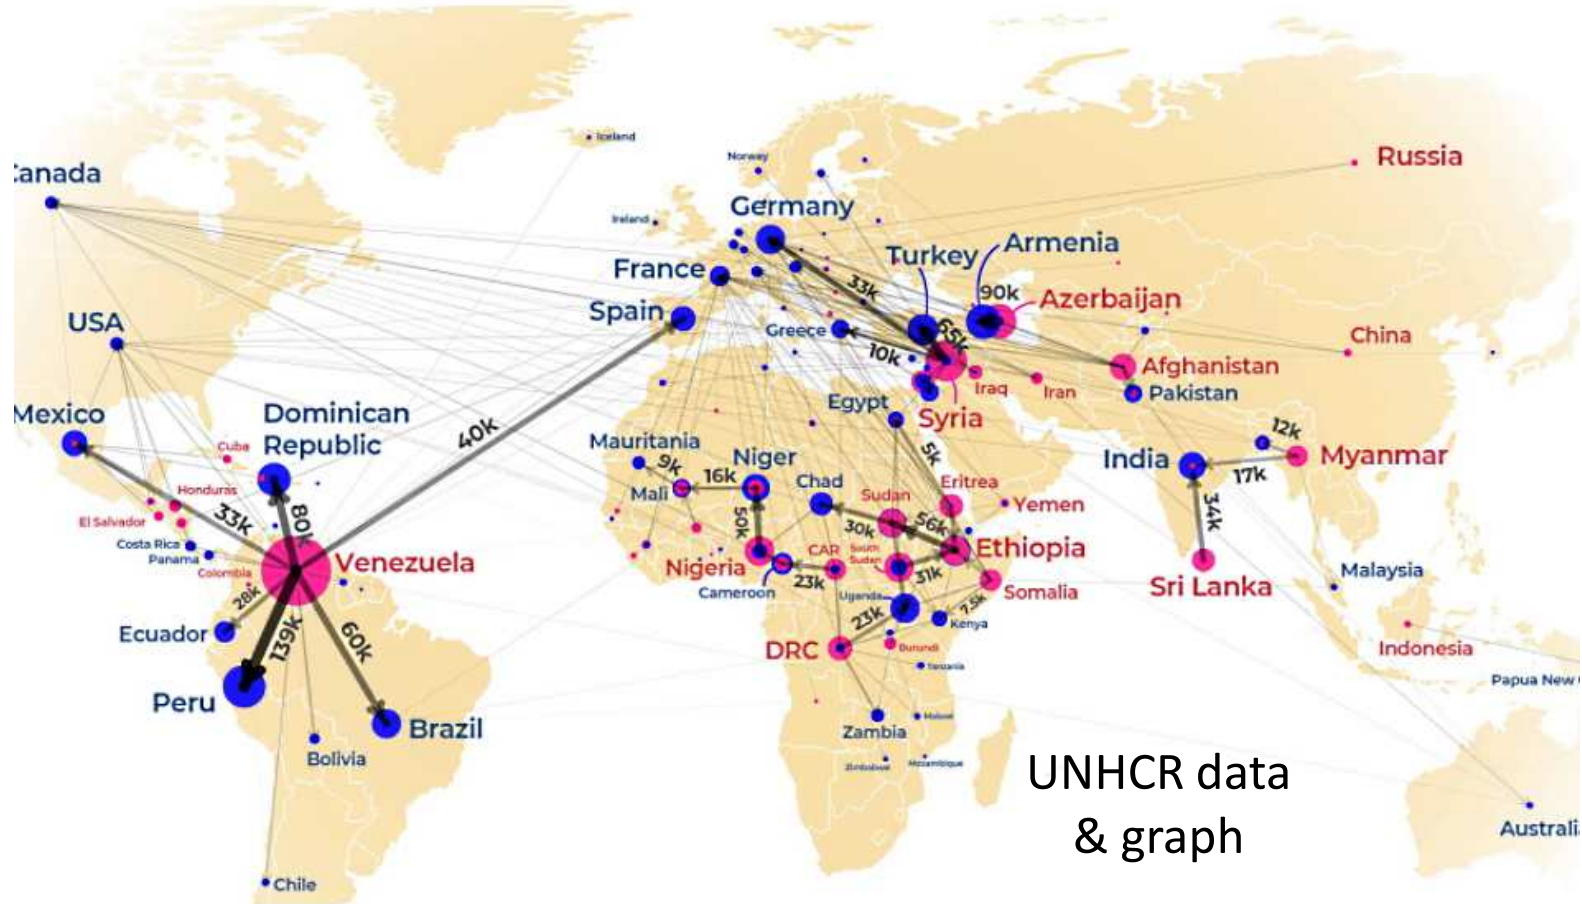 Iceland
Norway
Russia
Canada
Ireland
Germany
Armenia
Turkey
France
33k
90k
Azerbaijan
Spain
USA
Greece
65k
China
10k
Afghanistan
Iraq
Iran
Pakistan
Egypt
Syria
Mexico
Dominican
Republic
40k
Cuba
Mauritania
12k
India
Myanmar
17k
9k
16k
Niger
5k
Mali
Chad
Eritrea
Honduras
Sudan
Yemen
34k
El Salvador
33k
80k
50k
30k
56k
Costa Rica
Panama
Venezuela
Nigeria
CAR
South
Sudan
Ethiopia
Colombia
23k
31k
Cameroon
Somalia
Sri Lanka
Malaysia
28k
Uganda
7.5k
Ecuador
139k
60k
23k
Kenya
Indonesia
DRC
Burundi
Tanzania
Papua New
Peru
Brazil
Zambia
Malawi
Bolivia
Zimbabwe
Mozambique
UNHCR data
& graph
Australi
Chile